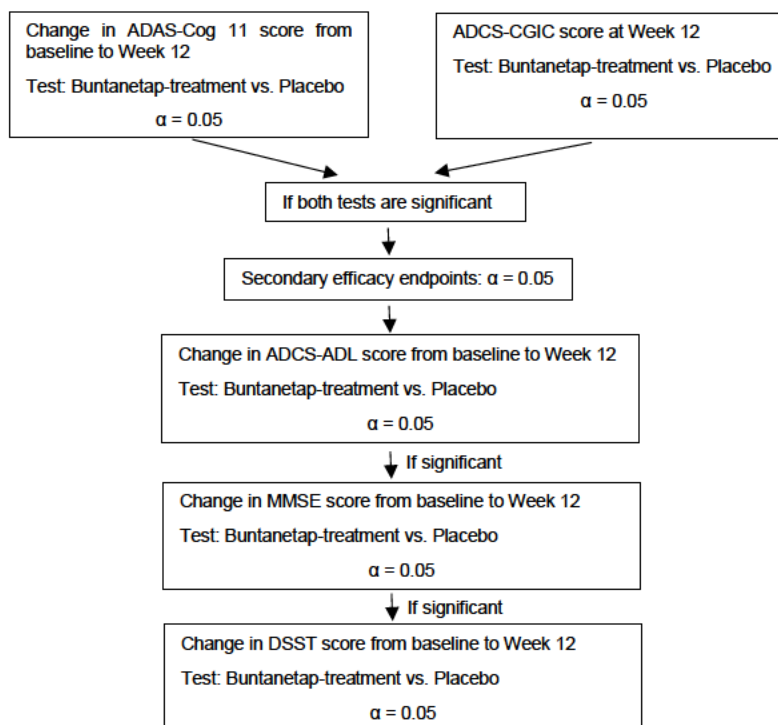 Change in ADAS-Cog 11 score from
baseline to Week 12
Test: Buntanetap-treatment vs. Placebo
α = 0.05
ADCS-CGIC score at Week 12
Test: Buntanetap-treatment vs. Placebo
α = 0.05
If both tests are significant
Secondary efficacy endpoints: α = 0.05
Change in ADCS-ADL score from baseline to Week 12
Test: Buntanetap-treatment vs. Placebo
α = 0.05
If significant
Change in MMSE score from baseline to Week 12
Test: Buntanetap-treatment vs. Placebo
α = 0.05
If significant
Change in DSST score from baseline to Week 12
Test: Buntanetap-treatment vs. Placebo
α = 0.05